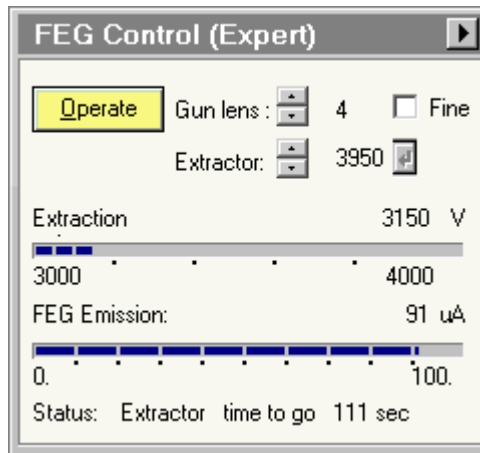 FEG Control (Expert)
Operate Gun lens : 4 Fine
Extractor: 3950
Extraction 3150 V
3000 4000
FEG Emission: 91 uA
0. 100.
Status: Extractor time to go 111 sec